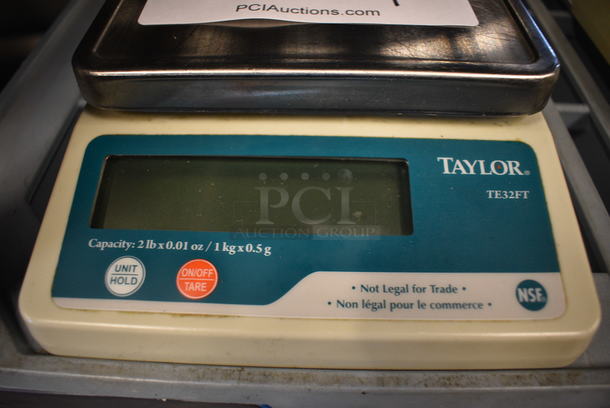 PCIAuctions.com
TAYLOR®
TE32FT
PCI
AUCTION GROUP
Capacity: 2 lb x 0.01 oz / 1 kg x 0.5 g
UNIT
HOLD
ON/OFF
TARE
• Not Legal for Trade •
• Non légal pour le commerce •
NSF®